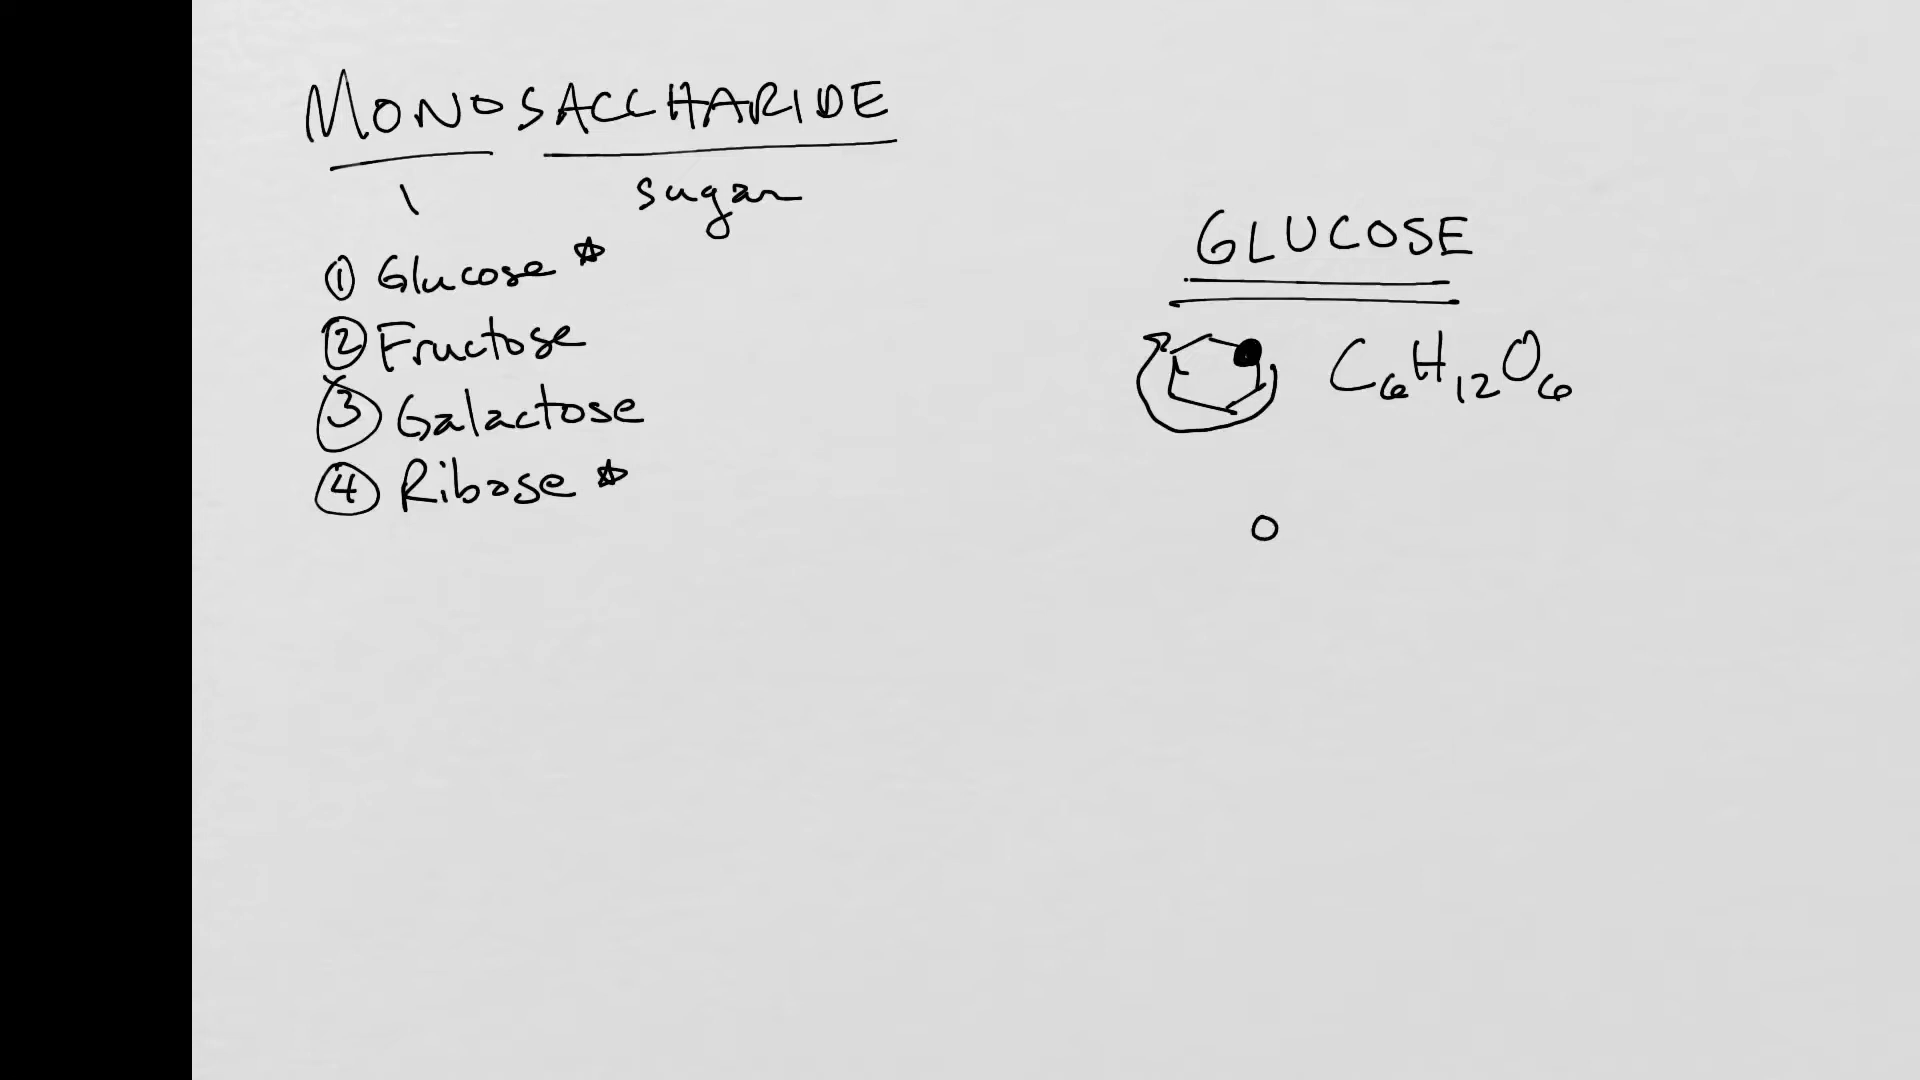 MONOSACCHARIDE
1 sugar
① Glucose ☆
② Fructose
③ Galactose
④ Ribose ☆
GLUCOSE
C₆H₁₂O₆
O